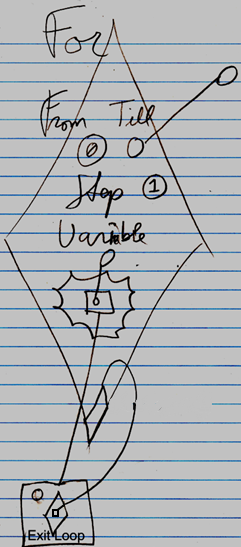 For
From Till
0
Step 1
Variable
Exit Loop